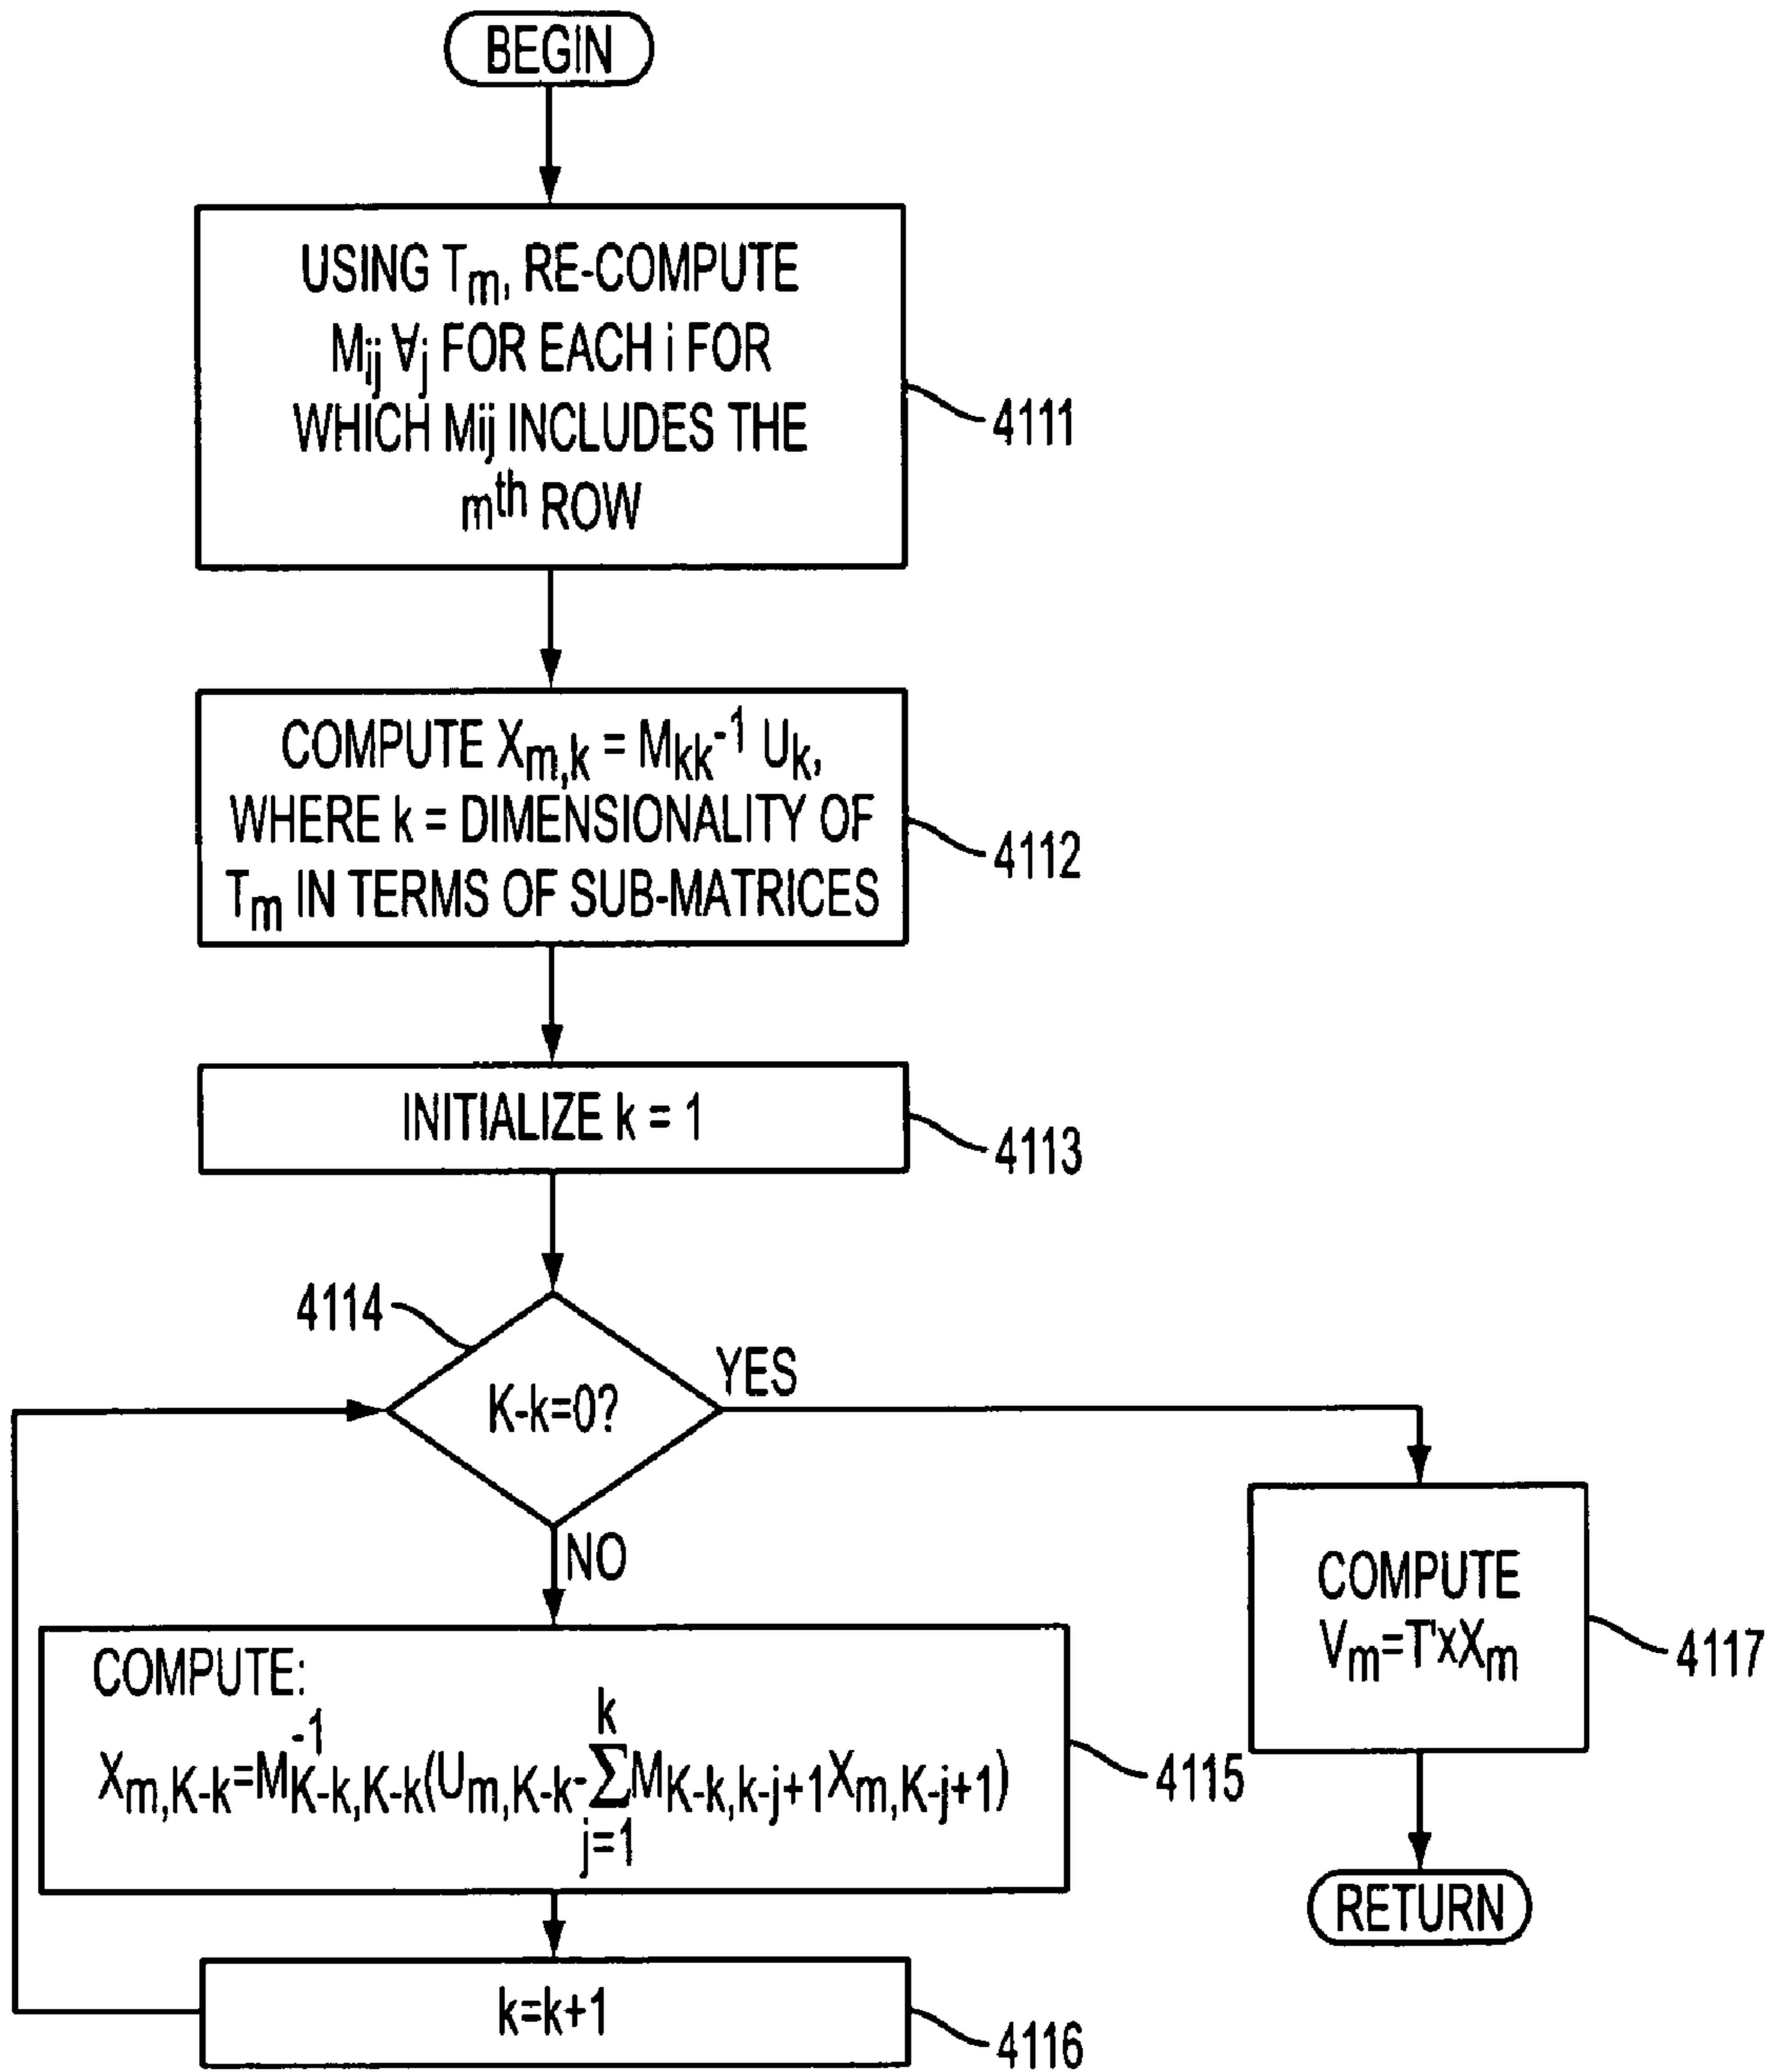 BEGIN
USING Tm, RE-COMPUTE
Mij ∀j FOR EACH i FOR
WHICH Mij INCLUDES THE
mth ROW
4111
COMPUTE Xm,k = Mkk-1 Uk,
WHERE k = DIMENSIONALITY OF
Tm IN TERMS OF SUB-MATRICES
4112
INITIALIZE k = 1
4113
4114
K-k=0?
YES
NO
COMPUTE:
Xm,K-k=M-1K-k,K-k(Um,K-k-k∑j=1MK-k,k-j+1Xm,K-j+1)
4115
k=k+1
4116
COMPUTE
Vm=T'xXm
4117
RETURN